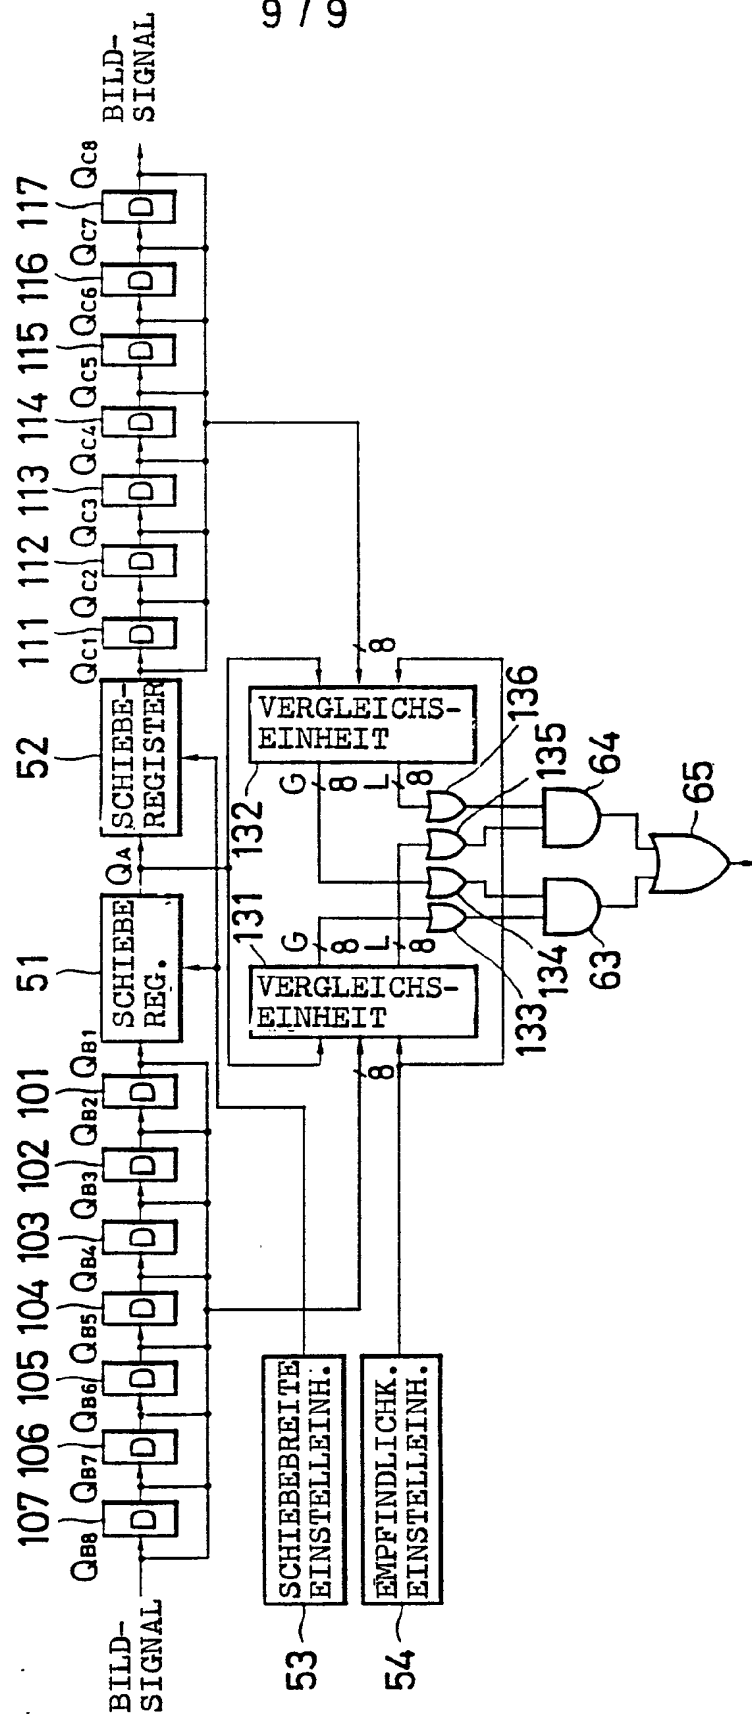 9 / 9
BILD-
SIGNAL
QB8
107
D
QB7
106
D
QB6
105
D
QB5
104
D
QB4
103
D
QB3
102
D
QB2
101
D
QB1
51
SCHIEBE
REG.
QA
52
SCHIEBE-
REGISTER
QC1
111
D
QC2
112
D
QC3
113
D
QC4
114
D
QC5
115
D
QC6
116
D
QC7
117
D
QC8
BILD-
SIGNAL
53
SCHIEBEBREITE
EINSTELLEINH.
54
EMPFINDLICHK.
EINSTELLEINH.
8
131
VERGLEICHS-
EINHEIT
G
8
L
8
132
VERGLEICHS-
EINHEIT
G
8
L
8
8
133
134
135
136
63
64
65